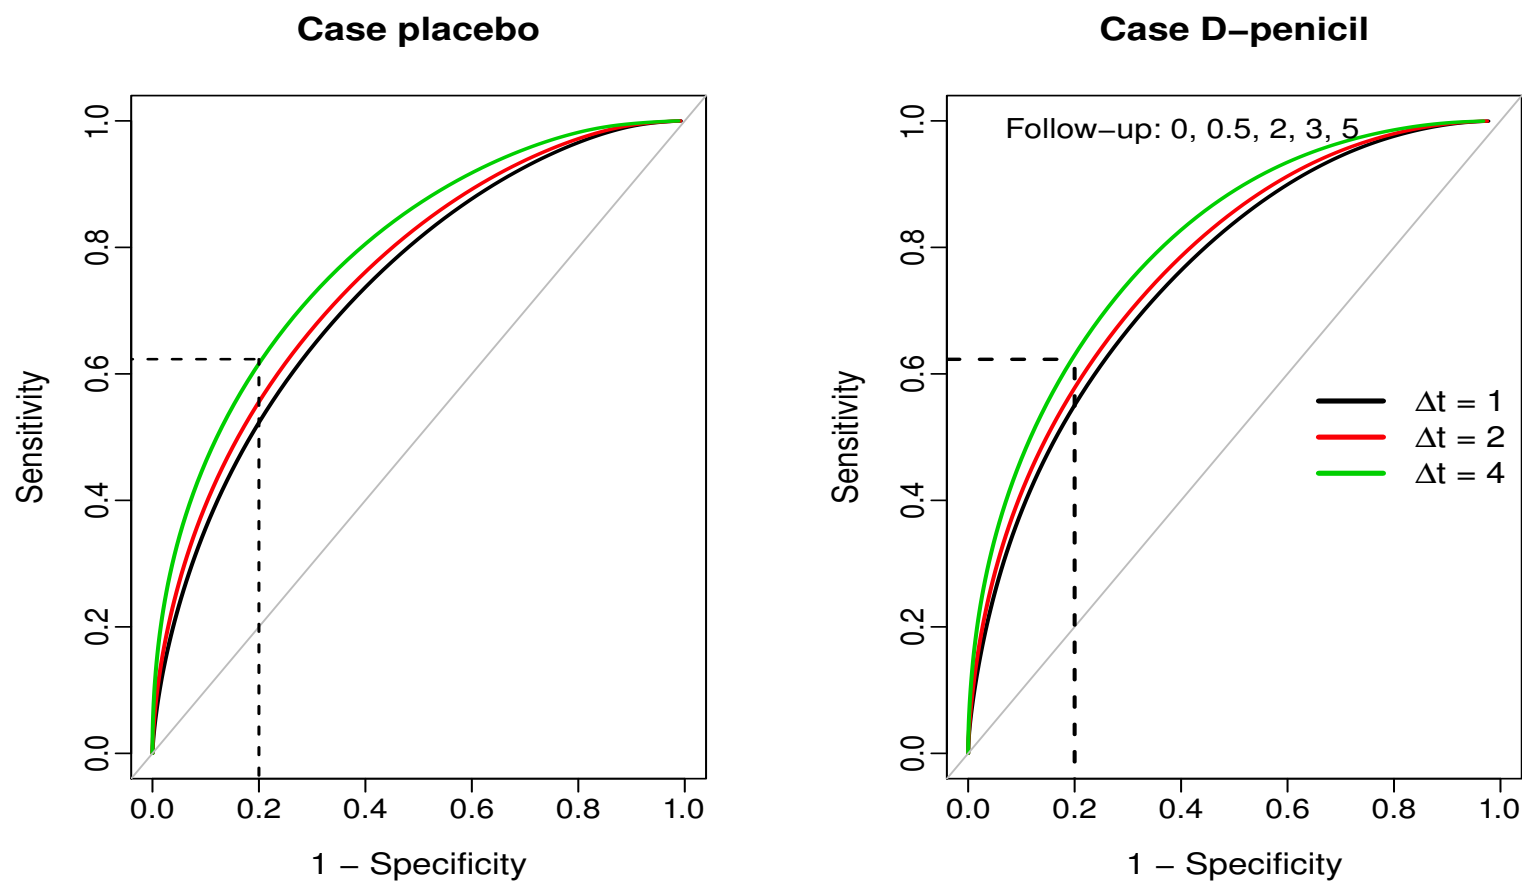 Case placebo
Sensitivity
1.0
0.8
0.6
0.4
0.2
0.0
0.0 0.2 0.4 0.6 0.8 1.0
1 − Specificity
Case D−penicil
Follow−up: 0, 0.5, 2, 3, 5
Sensitivity
1.0
0.8
0.6
0.4
0.2
0.0
Δt = 1
Δt = 2
Δt = 4
0.0 0.2 0.4 0.6 0.8 1.0
1 − Specificity